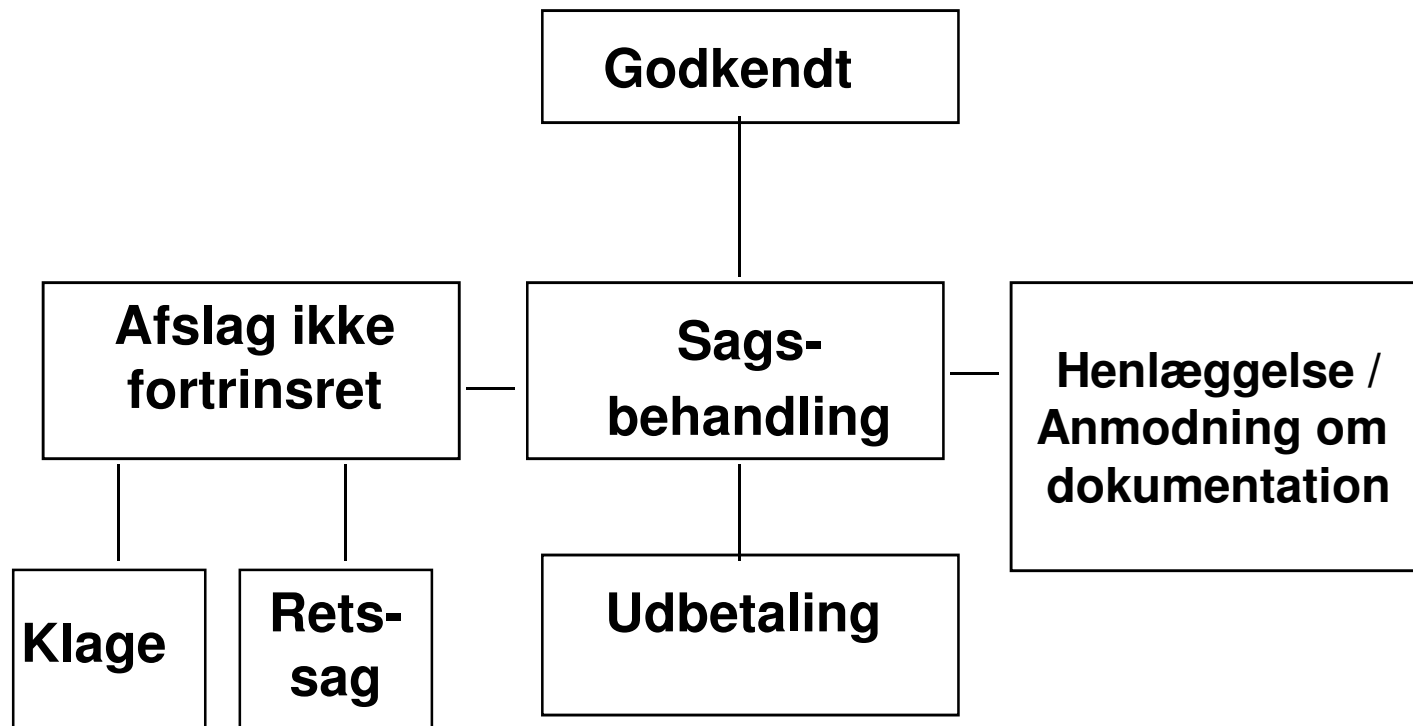 Godkendt
Afslag ikke
fortrinsret
Sags-
behandling
Henlæggelse /
Anmodning om
dokumentation
Klage
Rets-
sag
Udbetaling